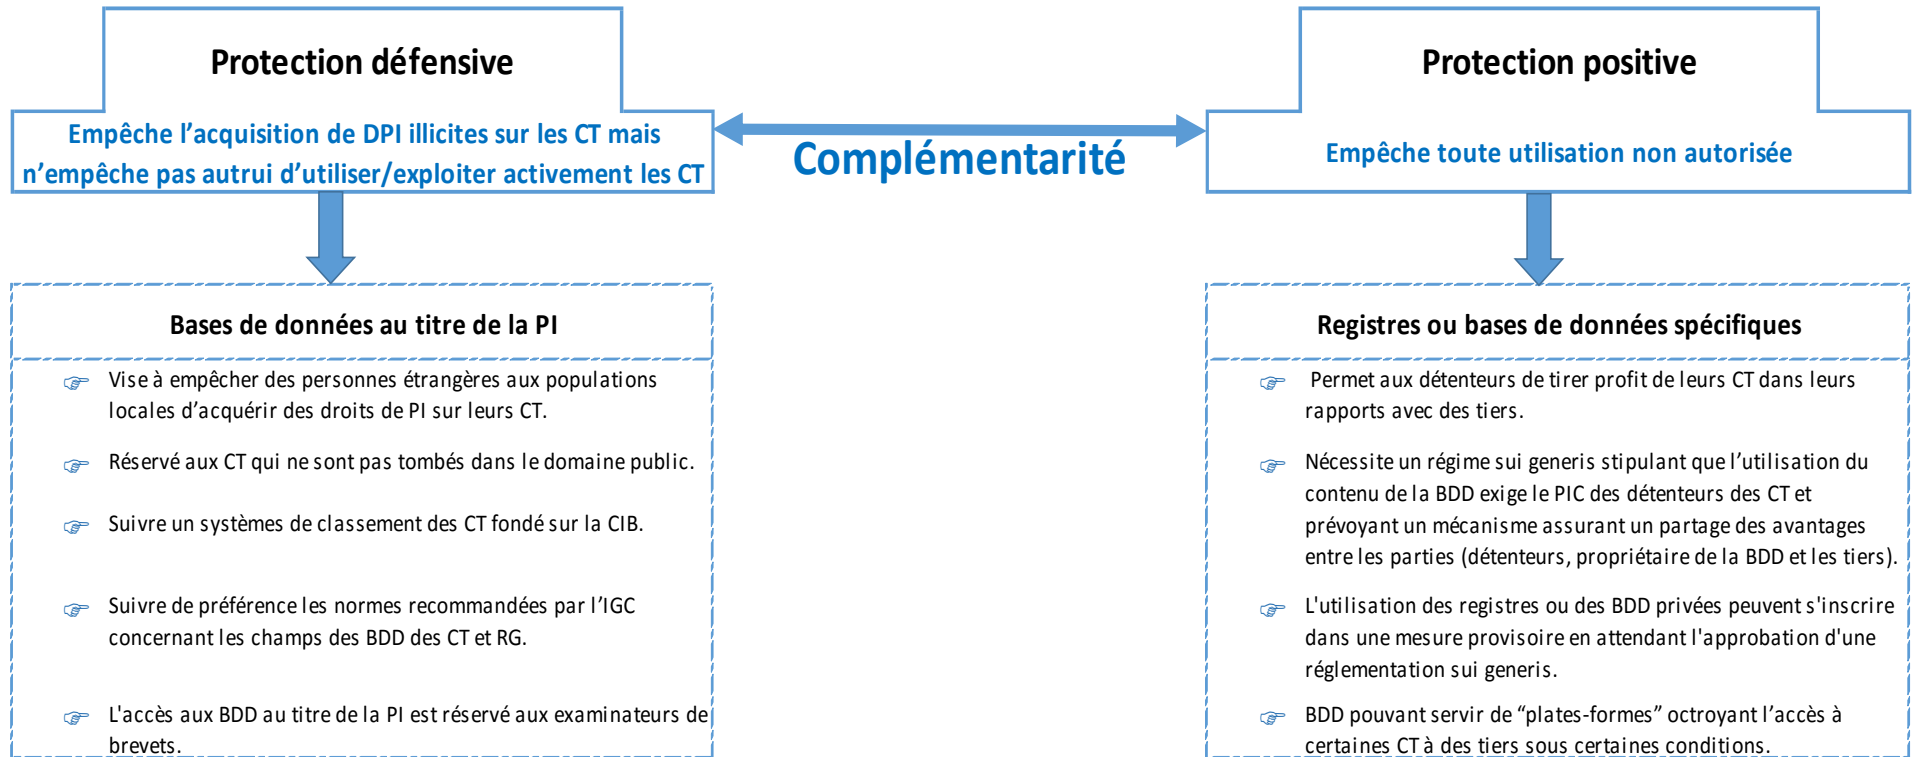 Protection défensive
Empêche l’acquisition de DPI illicites sur les CT mais
n’empêche pas autrui d’utiliser/exploiter activement les CT
Complémentarité
Protection positive
Empêche toute utilisation non autorisée
Bases de données au titre de la PI
Vise à empêcher des personnes étrangères aux populations
locales d’acquérir des droits de PI sur leurs CT.
Réservé aux CT qui ne sont pas tombés dans le domaine public.
Suivre un systèmes de classement des CT fondé sur la CIB.
Suivre de préférence les normes recommandées par l’IGC
concernant les champs des BDD des CT et RG.
L'accès aux BDD au titre de la PI est réservé aux examinateurs de
brevets.
Registres ou bases de données spécifiques
Permet aux détenteurs de tirer profit de leurs CT dans leurs
rapports avec des tiers.
Nécessite un régime sui generis stipulant que l’utilisation du
contenu de la BDD exige le PIC des détenteurs des CT et
prévoyant un mécanisme assurant un partage des avantages
entre les parties (détenteurs, propriétaire de la BDD et les tiers).
L'utilisation des registres ou des BDD privées peuvent s'inscrire
dans une mesure provisoire en attendant l'approbation d'une
réglementation sui generis.
BDD pouvant servir de “plates-formes” octroyant l’accès à
certaines CT à des tiers sous certaines conditions.